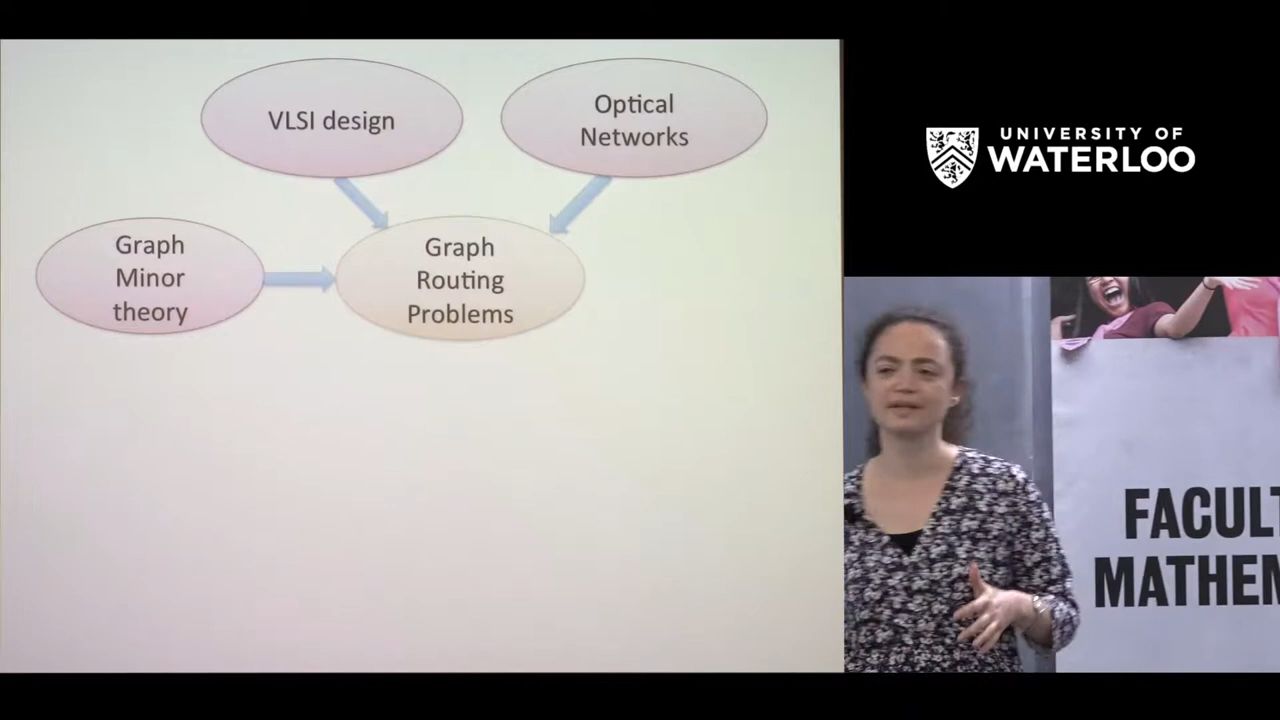 VLSI design
Optical
Networks
Graph
Minor
theory
Graph
Routing
Problems
UNIVERSITY OF
WATERLOO
FACULT
MATHEM